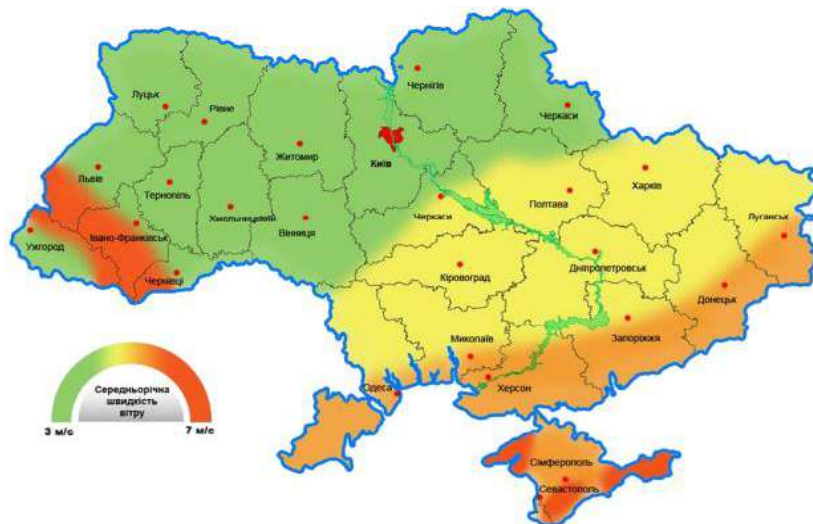 Чернігів
Луцьк
Рівне
Черкаси
Житомир
Київ
Львів
Тернопіль
Харків
Полтава
Черкаси
Хмельницький
Івано-Франківськ
Вінниця
Ужгород
Луганськ
Чернівці
Кіровоград
Дніпропетровськ
Донецьк
Миколаїв
Запоріжжя
Одеса
Херсон
Середньорічна
швидкість
вітру
3 м/с
7 м/с
Сімферополь
Севастополь